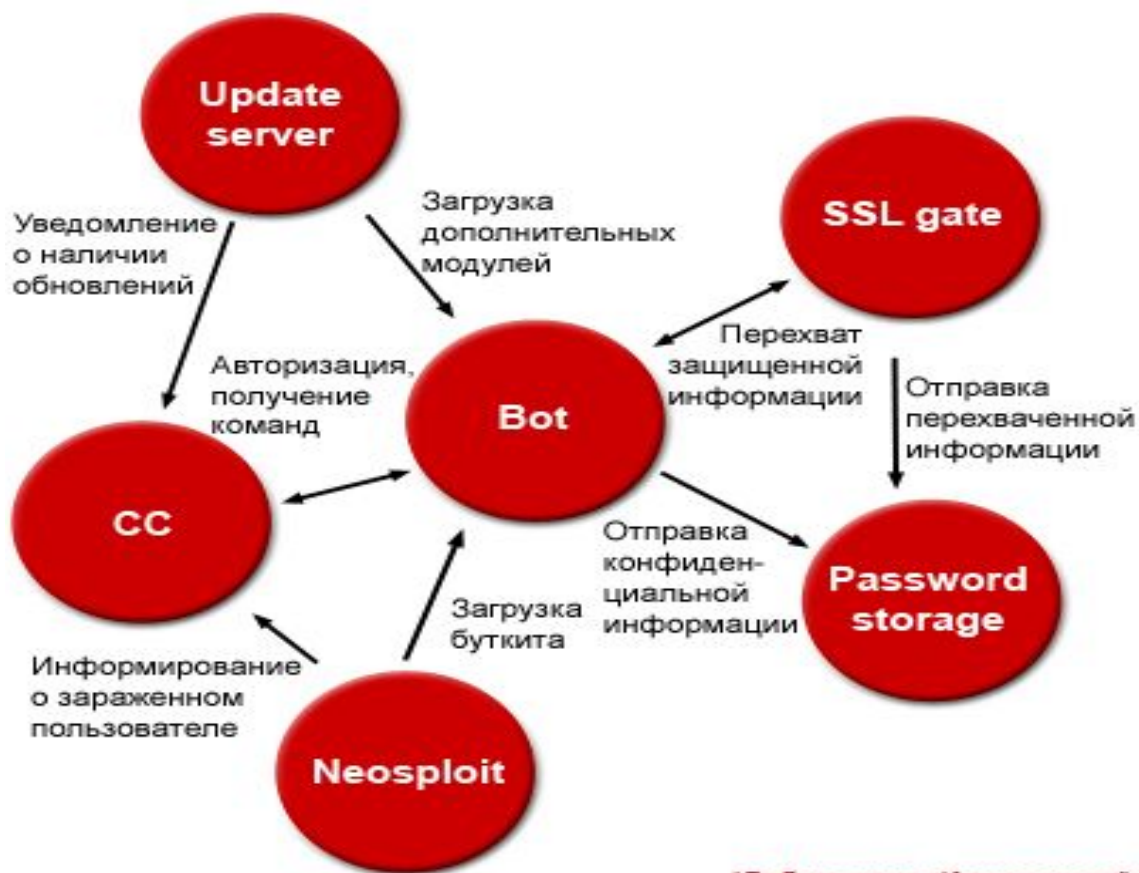 Update
server
Уведомление
о наличии
обновлений
Загрузка
дополнительных
модулей
SSL gate
Перехват
защищенной
информации
Авторизация,
получение
команд
Bot
Отправка
перехваченной
информации
CC
Отправка
конфиден-
циальной
информации
Password
storage
Загрузка
буткита
Информирование
о зараженном
пользователе
Neosploit